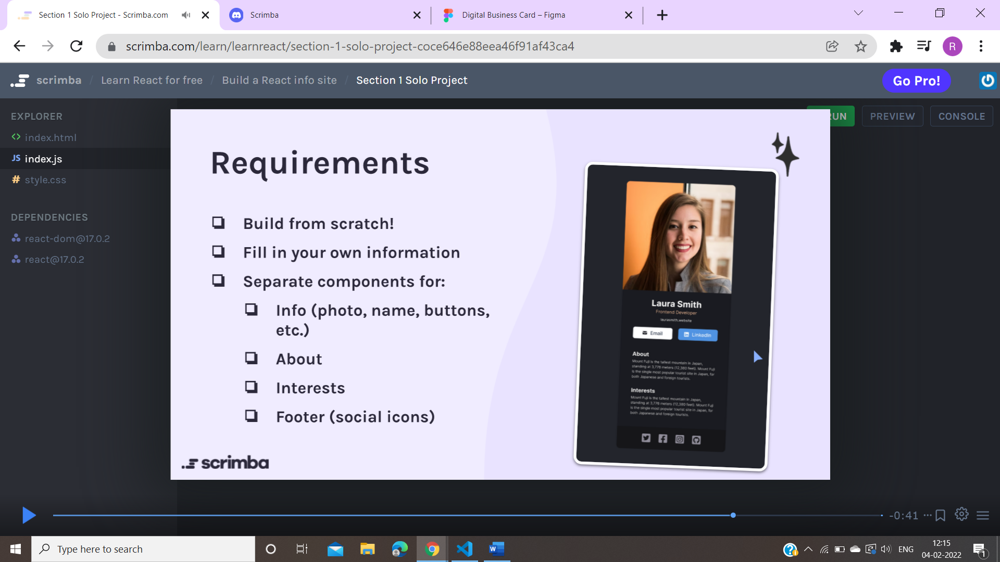 Section 1 Solo Project - Scrimba.com
Scrimba
Digital Business Card – Figma
scrimba.com/learn/learnreact/section-1-solo-project-coce646e88eea46f91af43ca4
R
scrimba / Learn React for free / Build a React info site / Section 1 Solo Project
Go Pro!
EXPLORER
<> index.html
JS index.js
# style.css
DEPENDENCIES
react-dom@17.0.2
react@17.0.2
PREVIEW
CONSOLE
Requirements
Build from scratch!
Fill in your own information
Separate components for:
Info (photo, name, buttons,
etc.)
About
Interests
Footer (social icons)
scrimba
Laura Smith
Frontend Developer
laurasmith.website
Email
LinkedIn
About
Mount Fuji is the tallest mountain in Japan,
standing at 3,776 meters (12,380 feet). Mount Fuji
is the single most popular tourist site in Japan, for
both Japanese and foreign tourists.
Interests
Mount Fuji is the tallest mountain in Japan,
standing at 3,776 meters (12,380 feet). Mount Fuji
is the single most popular tourist site in Japan, for
both Japanese and foreign tourists.
-0:41
Type here to search
ENG
12:15
04-02-2022
1